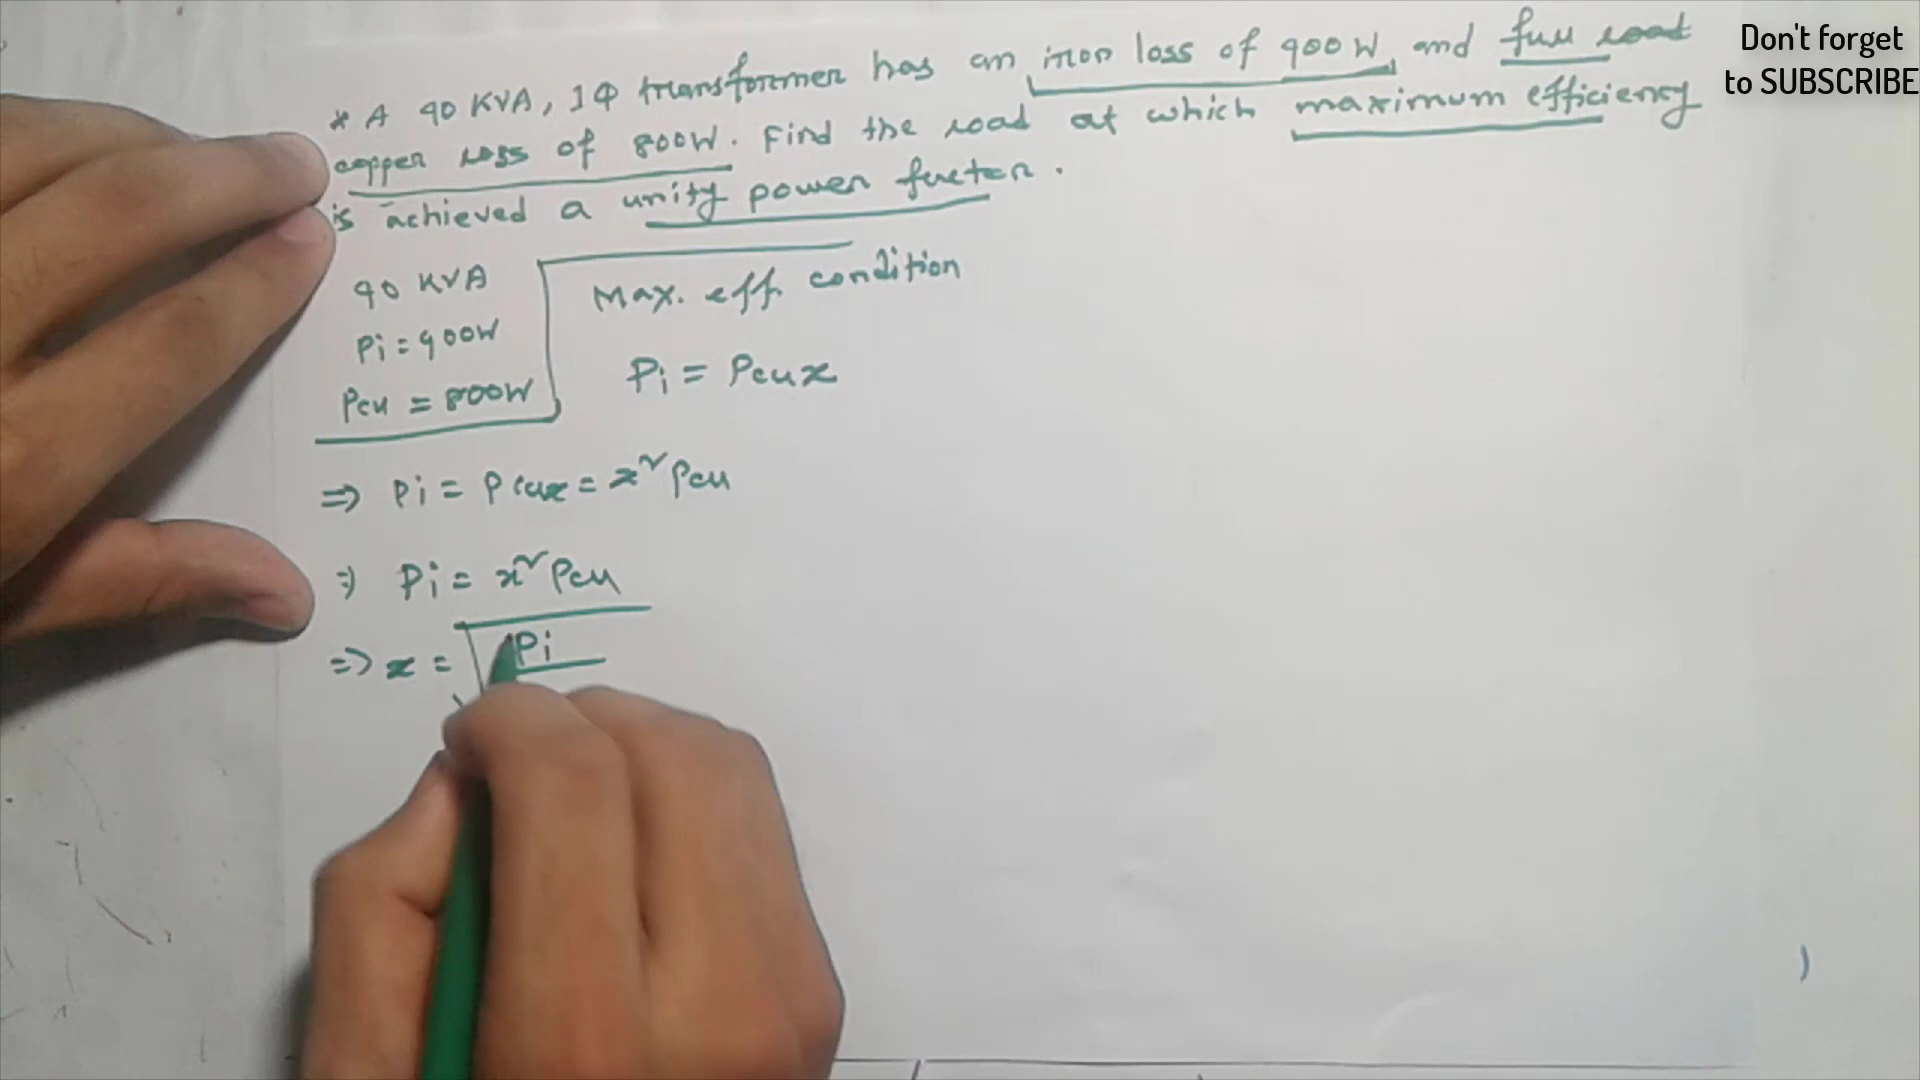 * A 40 KVA, 1Φ transformer has an iron loss of 400W and full load
copper loss of 800W. Find the load at which maximum efficiency
is achieved a unity power factor.
40 KVA
Pi = 400W
Pcu = 800W
Max. eff. condition
Pi = Pcux
⇒ Pi = Pcux = x² Pcu
⇒ Pi = x² Pcu
⇒ x = √Pi
Don't forget
to SUBSCRIBE